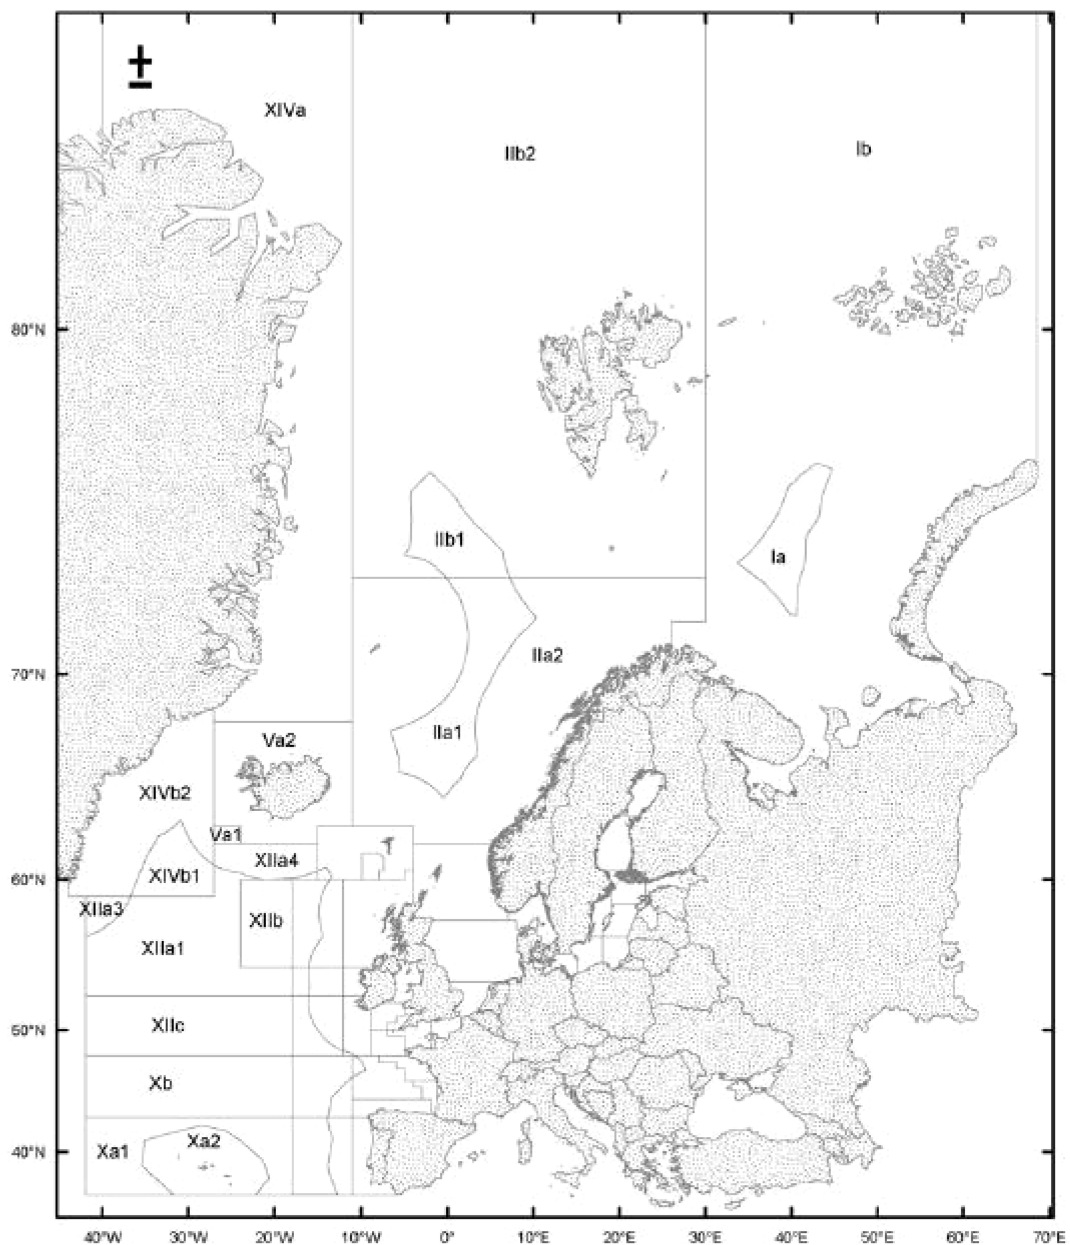 ±
XIVa
IIb2
Ib
80°N
IIb1
Ia
IIa2
70°N
IIa1
Va2
XIVb2
Va1
XIIa4
60°N
XIVb1
XIIa3
XIIb
XIIa1
50°N
XIIc
Xb
40°N
Xa1
Xa2
40°W 30°W 20°W 10°W 0° 10°E 20°E 30°E 40°E 50°E 60°E 70°E